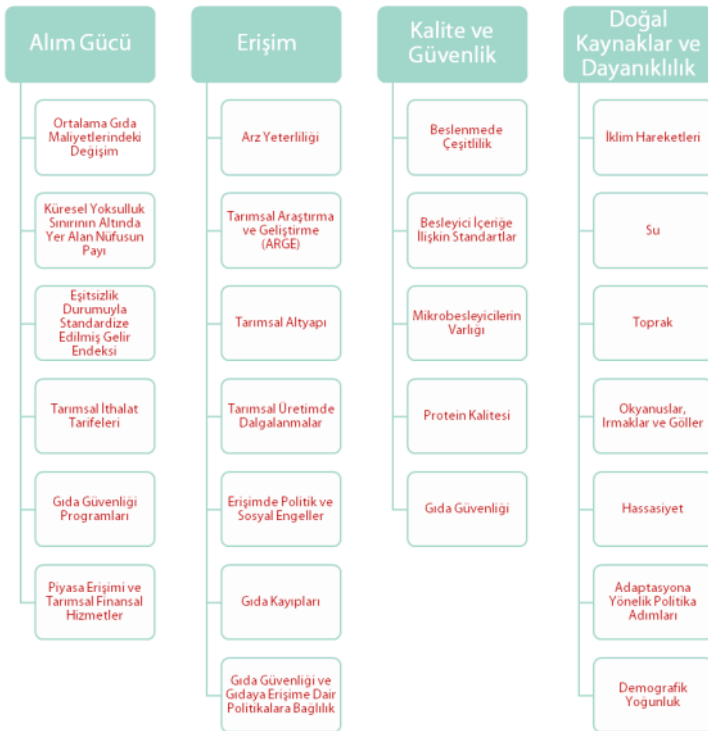 Alım Gücü
Ortalama Gıda
Maliyetlerindeki
Değişim
Küresel Yoksulluk
Sınırının Altında
Yer Alan Nüfusun
Payı
Eşitsizlik
Durumuyla
Standardize
Edilmiş Gelir
Endeksi
Tarımsal İthalat
Tarifeleri
Gıda Güvenliği
Programları
Piyasa Erişimi ve
Tarımsal Finansal
Hizmetler
Erişim
Arz Yeterliliği
Tarımsal Araştırma
ve Geliştirme
(ARGE)
Tarımsal Altyapı
Tarımsal Üretimde
Dalgalanmalar
Erişimde Politik ve
Sosyal Engeller
Gıda Kayıpları
Gıda Güvenliği ve
Gıdaya Erişime Dair
Politikalara Bağlılık
Kalite ve
Güvenlik
Beslenmede
Çeşitlilik
Besleyici İçeriğe
İlişkin Standartlar
Mikrobesleyicilerin
Varlığı
Protein Kalitesi
Gıda Güvenliği
Doğal
Kaynaklar ve
Dayanıklılık
İklim Hareketleri
Su
Toprak
Okyanuslar,
Irmaklar ve Göller
Hassasiyet
Adaptasyona
Yönelik Politika
Adımları
Demografik
Yoğunluk